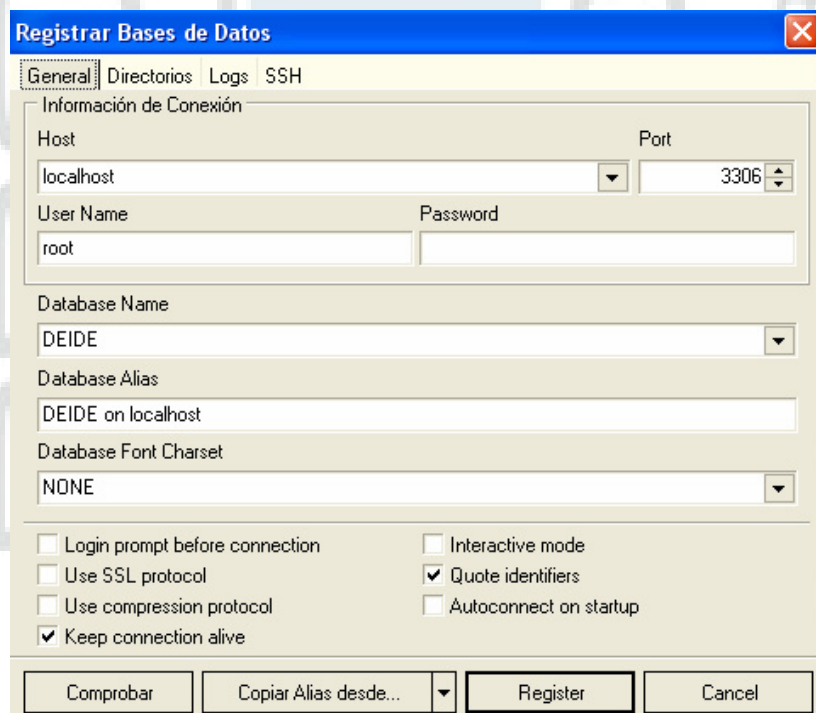 Registrar Bases de Datos
General Directorios Logs SSH
Información de Conexión
Host Port
localhost 3306
User Name Password
root
Database Name
DEIDE
Database Alias
DEIDE on localhost
Database Font Charset
NONE
Login prompt before connection Interactive mode
Use SSL protocol Quote identifiers
Use compression protocol Autoconnect on startup
Keep connection alive
Comprobar Copiar Alias desde... Register Cancel